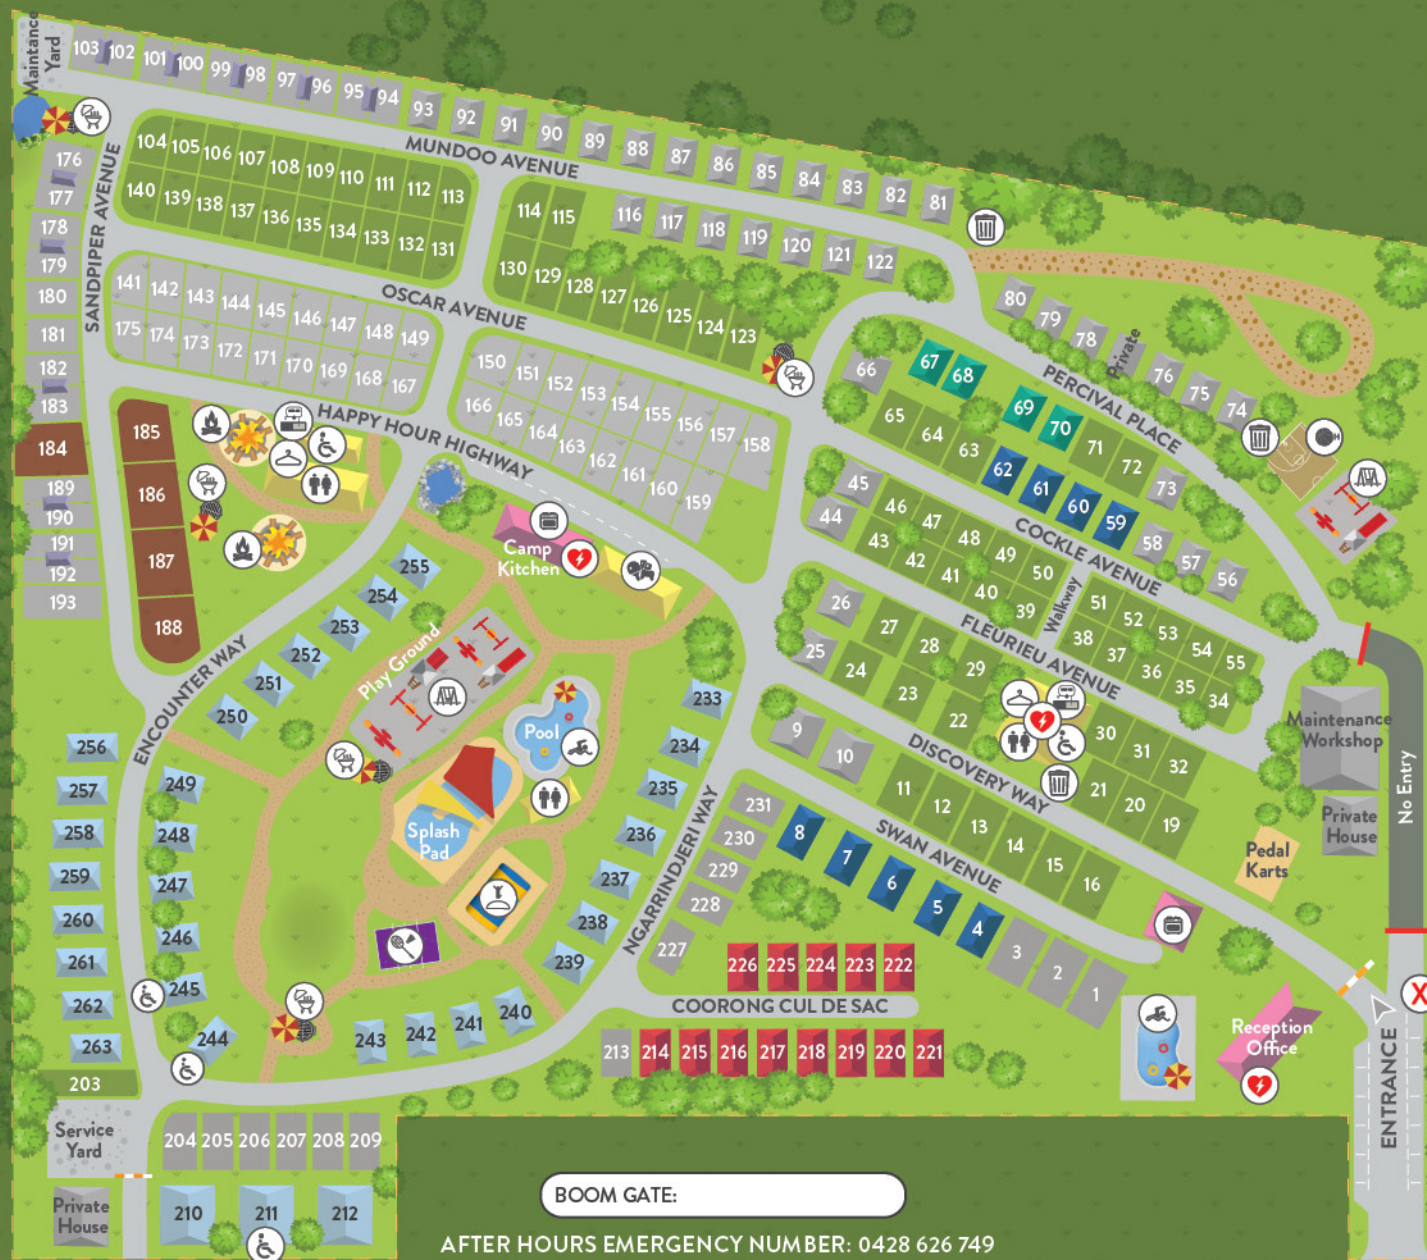 Maintance
Yard
103 102 101 100 99 98 97 96 95 94 93 92 91 90 89 88 87 86 85 84 83 82 81
MUNDOO AVENUE
176
177
178
179
180
181
182
183
184
189
190
191
192
193
SANDPIPER AVENUE
104 105 106 107 108 109 110 111 112 113
140 139 138 137 136 135 134 133 132 131
114 115
116 117 118 119 120 121 122
130 129 128 127 126 125 124 123
OSCAR AVENUE
141 142 143 144 145 146 147 148 149
175 174 173 172 171 170 169 168 167
150 151 152 153 154 155 156 157 158
166 165 164 163 162 161 160 159
HAPPY HOUR HIGHWAY
185
186
187
188
80 79 78 Private 76 75 74
PERCIVAL PLACE
66 67 68 69 70 71 72 73
65 64 63 62 61 60 59 58 57 56
COCKLE AVENUE
45 46 47 48 49 50
44 43 42 41 40 39
Walkway
51 52 53 54 55
38 37 36 35 34
FLEURIEU AVENUE
26 27 28 29 30 31 32
25 24 23 22 21 20 19
DISCOVERY WAY
9 10 11 12 13 14 15 16
SWAN AVENUE
8 7 6 5 4 3 2 1
Camp
Kitchen
Play Ground
Pool
Splash
Pad
ENCOUNTER WAY
255
254
253
252
251
250
249
248
247
246
245
244
256
257
258
259
260
261
262
263
203
233
234
235
236
237
238
239
240
241
242
243
NGARRINDJERI WAY
231
230
229
228
227
226 225 224 223 222
COORONG CUL DE SAC
213 214 215 216 217 218 219 220 221
Maintenance
Workshop
Private
House
No Entry
Pedal
Karts
Reception
Office
X
ENTRANCE
Service
Yard
204 205 206 207 208 209
Private
House
210 211 212
BOOM GATE:
AFTER HOURS EMERGENCY NUMBER: 0428 626 749